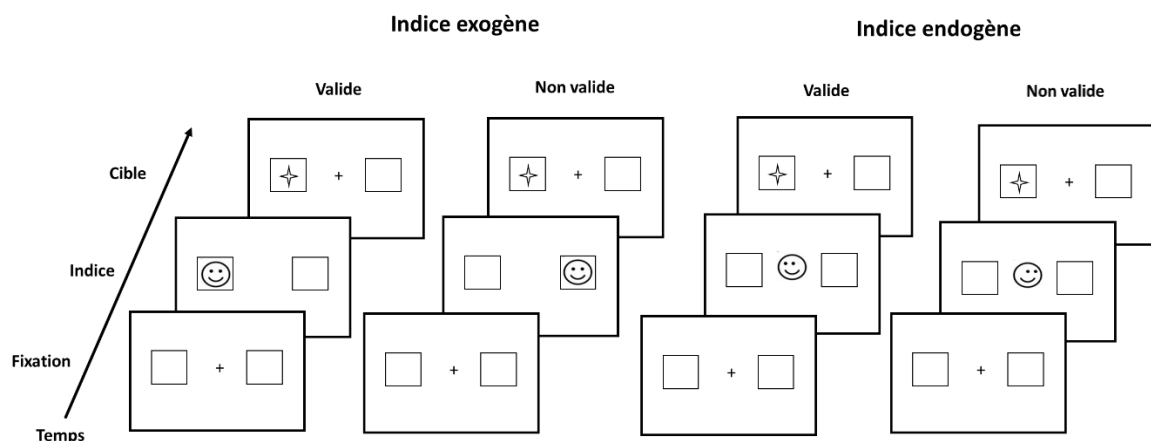 Indice exogène
Indice endogène
Valide
Non valide
Valide
Non valide
Cible
Indice
Fixation
Temps